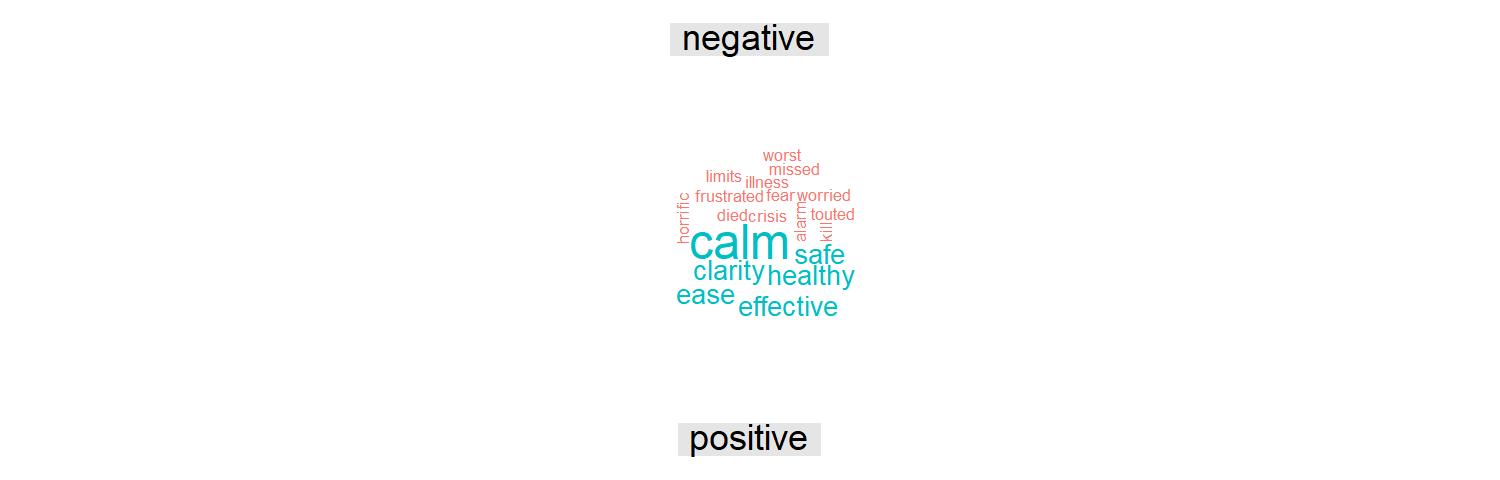 negative
worst
missed
limits
illness
frustrated fear worried
horrific
died crisis alarm touted
kill
calm safe
clarity healthy
ease effective
positive